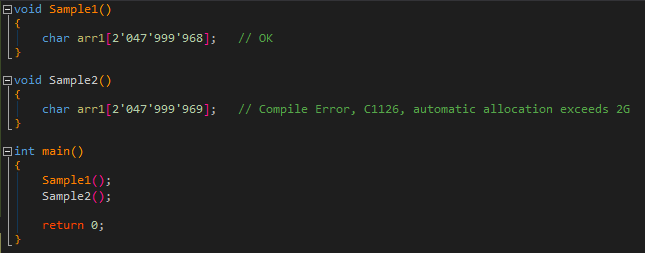 void Sample1()
{
    char arr1[2'047'999'968];   // OK
}
void Sample2()
{
    char arr1[2'047'999'969];   // Compile Error, C1126, automatic allocation exceeds 2G
}
int main()
{
    Sample1();
    Sample2();
    return 0;
}